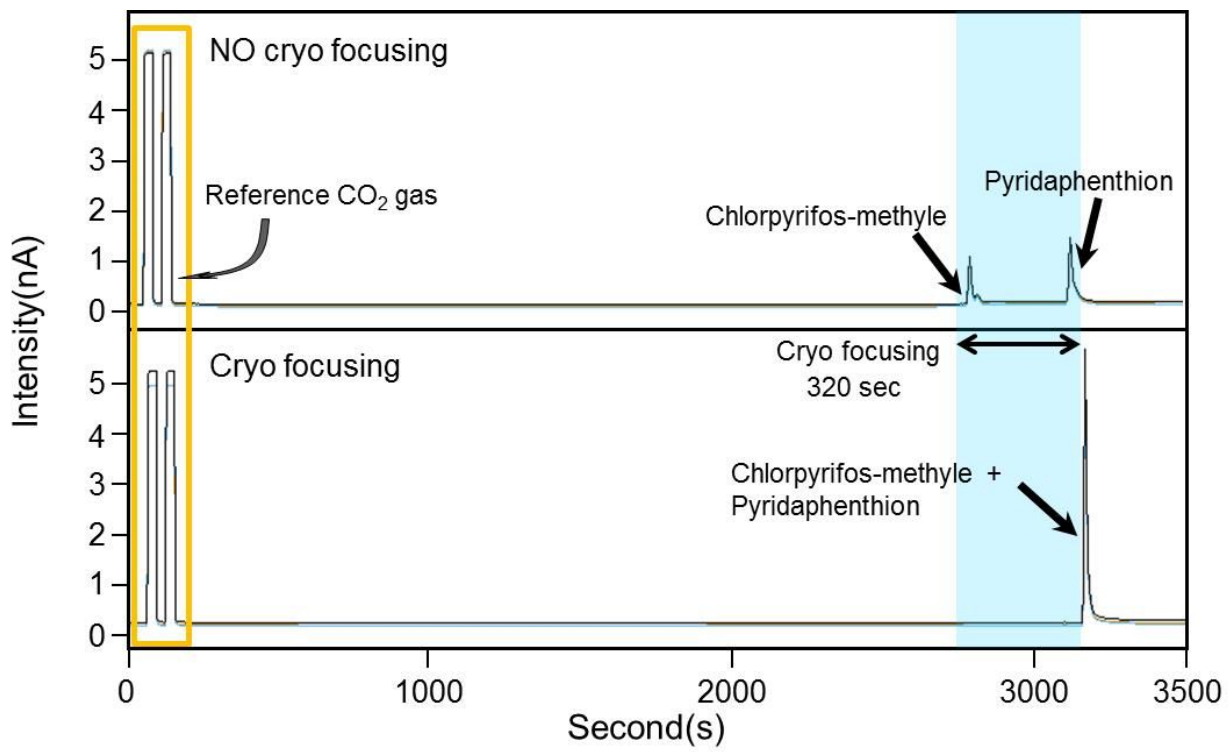 NO cryo focusing
5
4
3
2
1
0
Reference CO₂ gas
Chlorpyrifos-methyle
Pyridaphenthion
Intensity(nA)
Cryo focusing
5
4
3
2
1
0
Cryo focusing
320 sec
Chlorpyrifos-methyle +
Pyridaphenthion
0
1000
2000
3000
3500
Second(s)